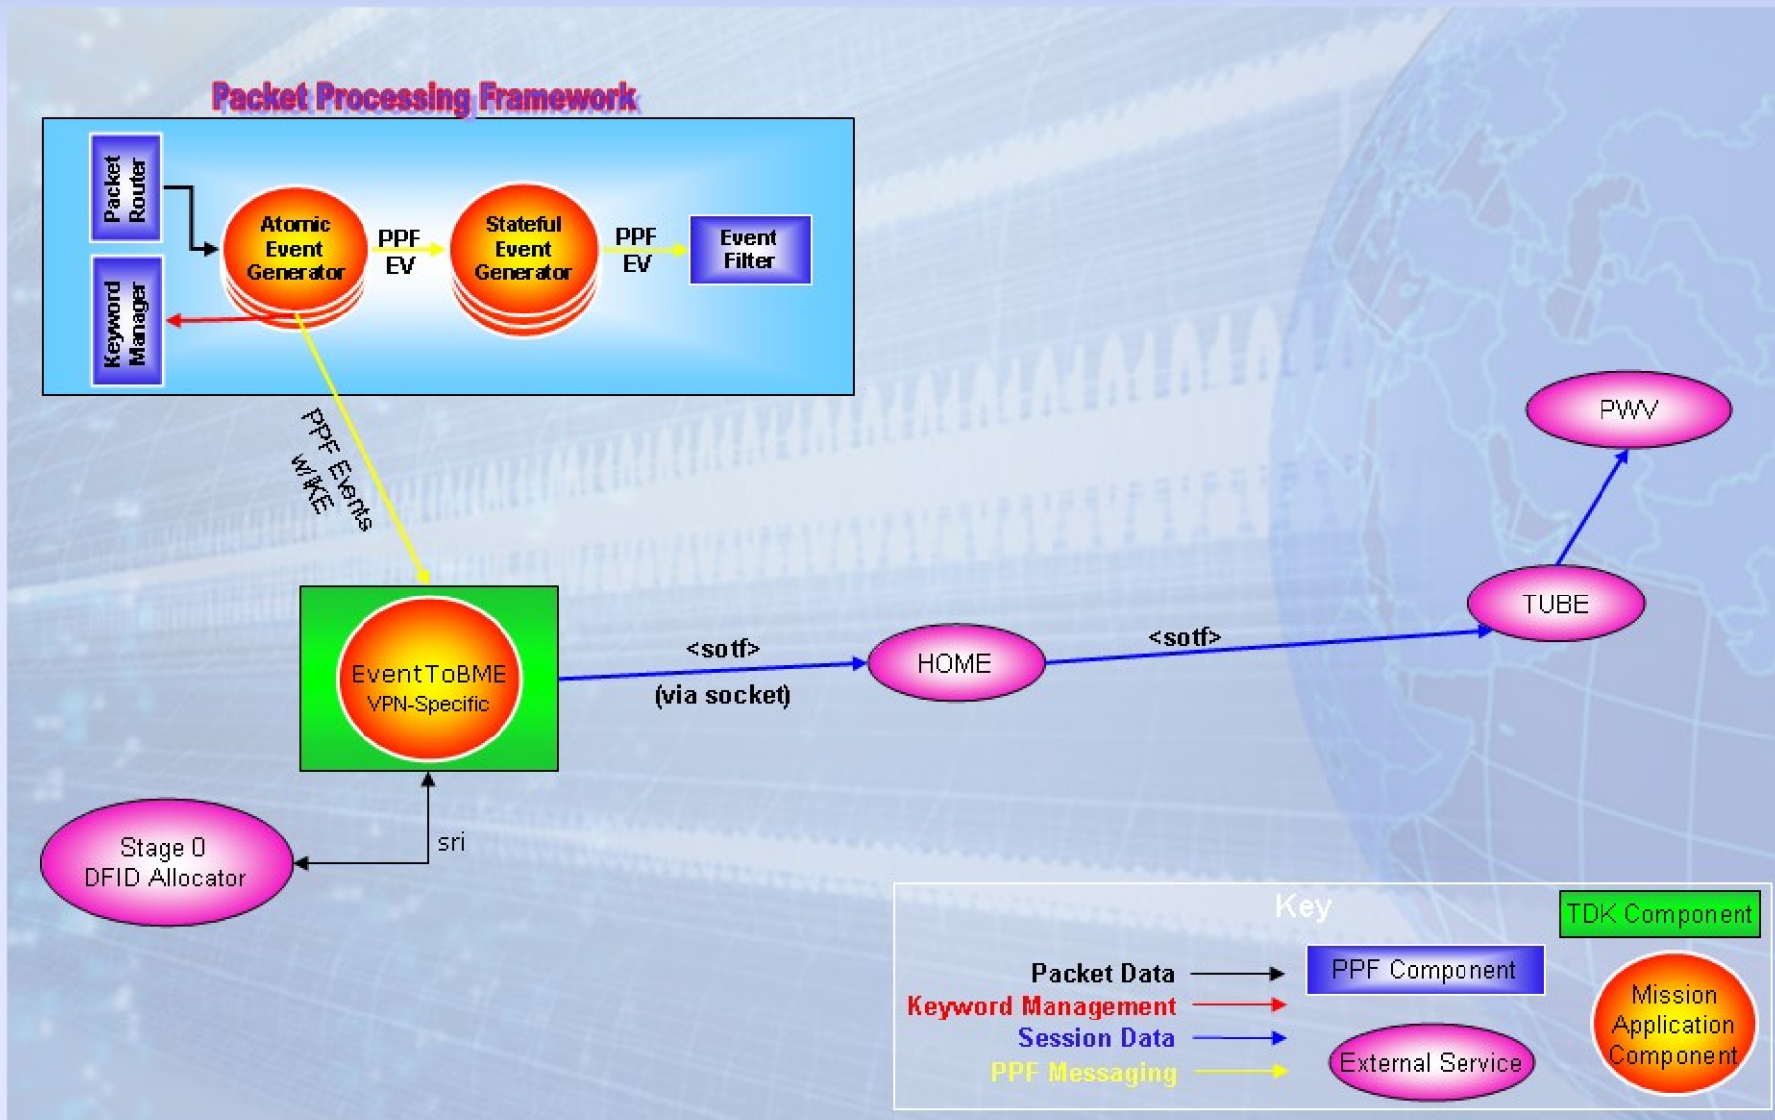 Packet Processing Framework
Packet
Router
Keyword
Manager
Atomic
Event
Generator
PPF
EV
Stateful
Event
Generator
PPF
EV
Event
Filter
PPF Events
w/IKE
EventToBME
VPN-Specific
<sotf>
(via socket)
HOME
<sotf>
TUBE
PWV
Stage 0
DFID Allocator
sri
Key
TDK Component
Packet Data
PPF Component
Keyword Management
Session Data
PPF Messaging
External Service
Mission
Application
Component